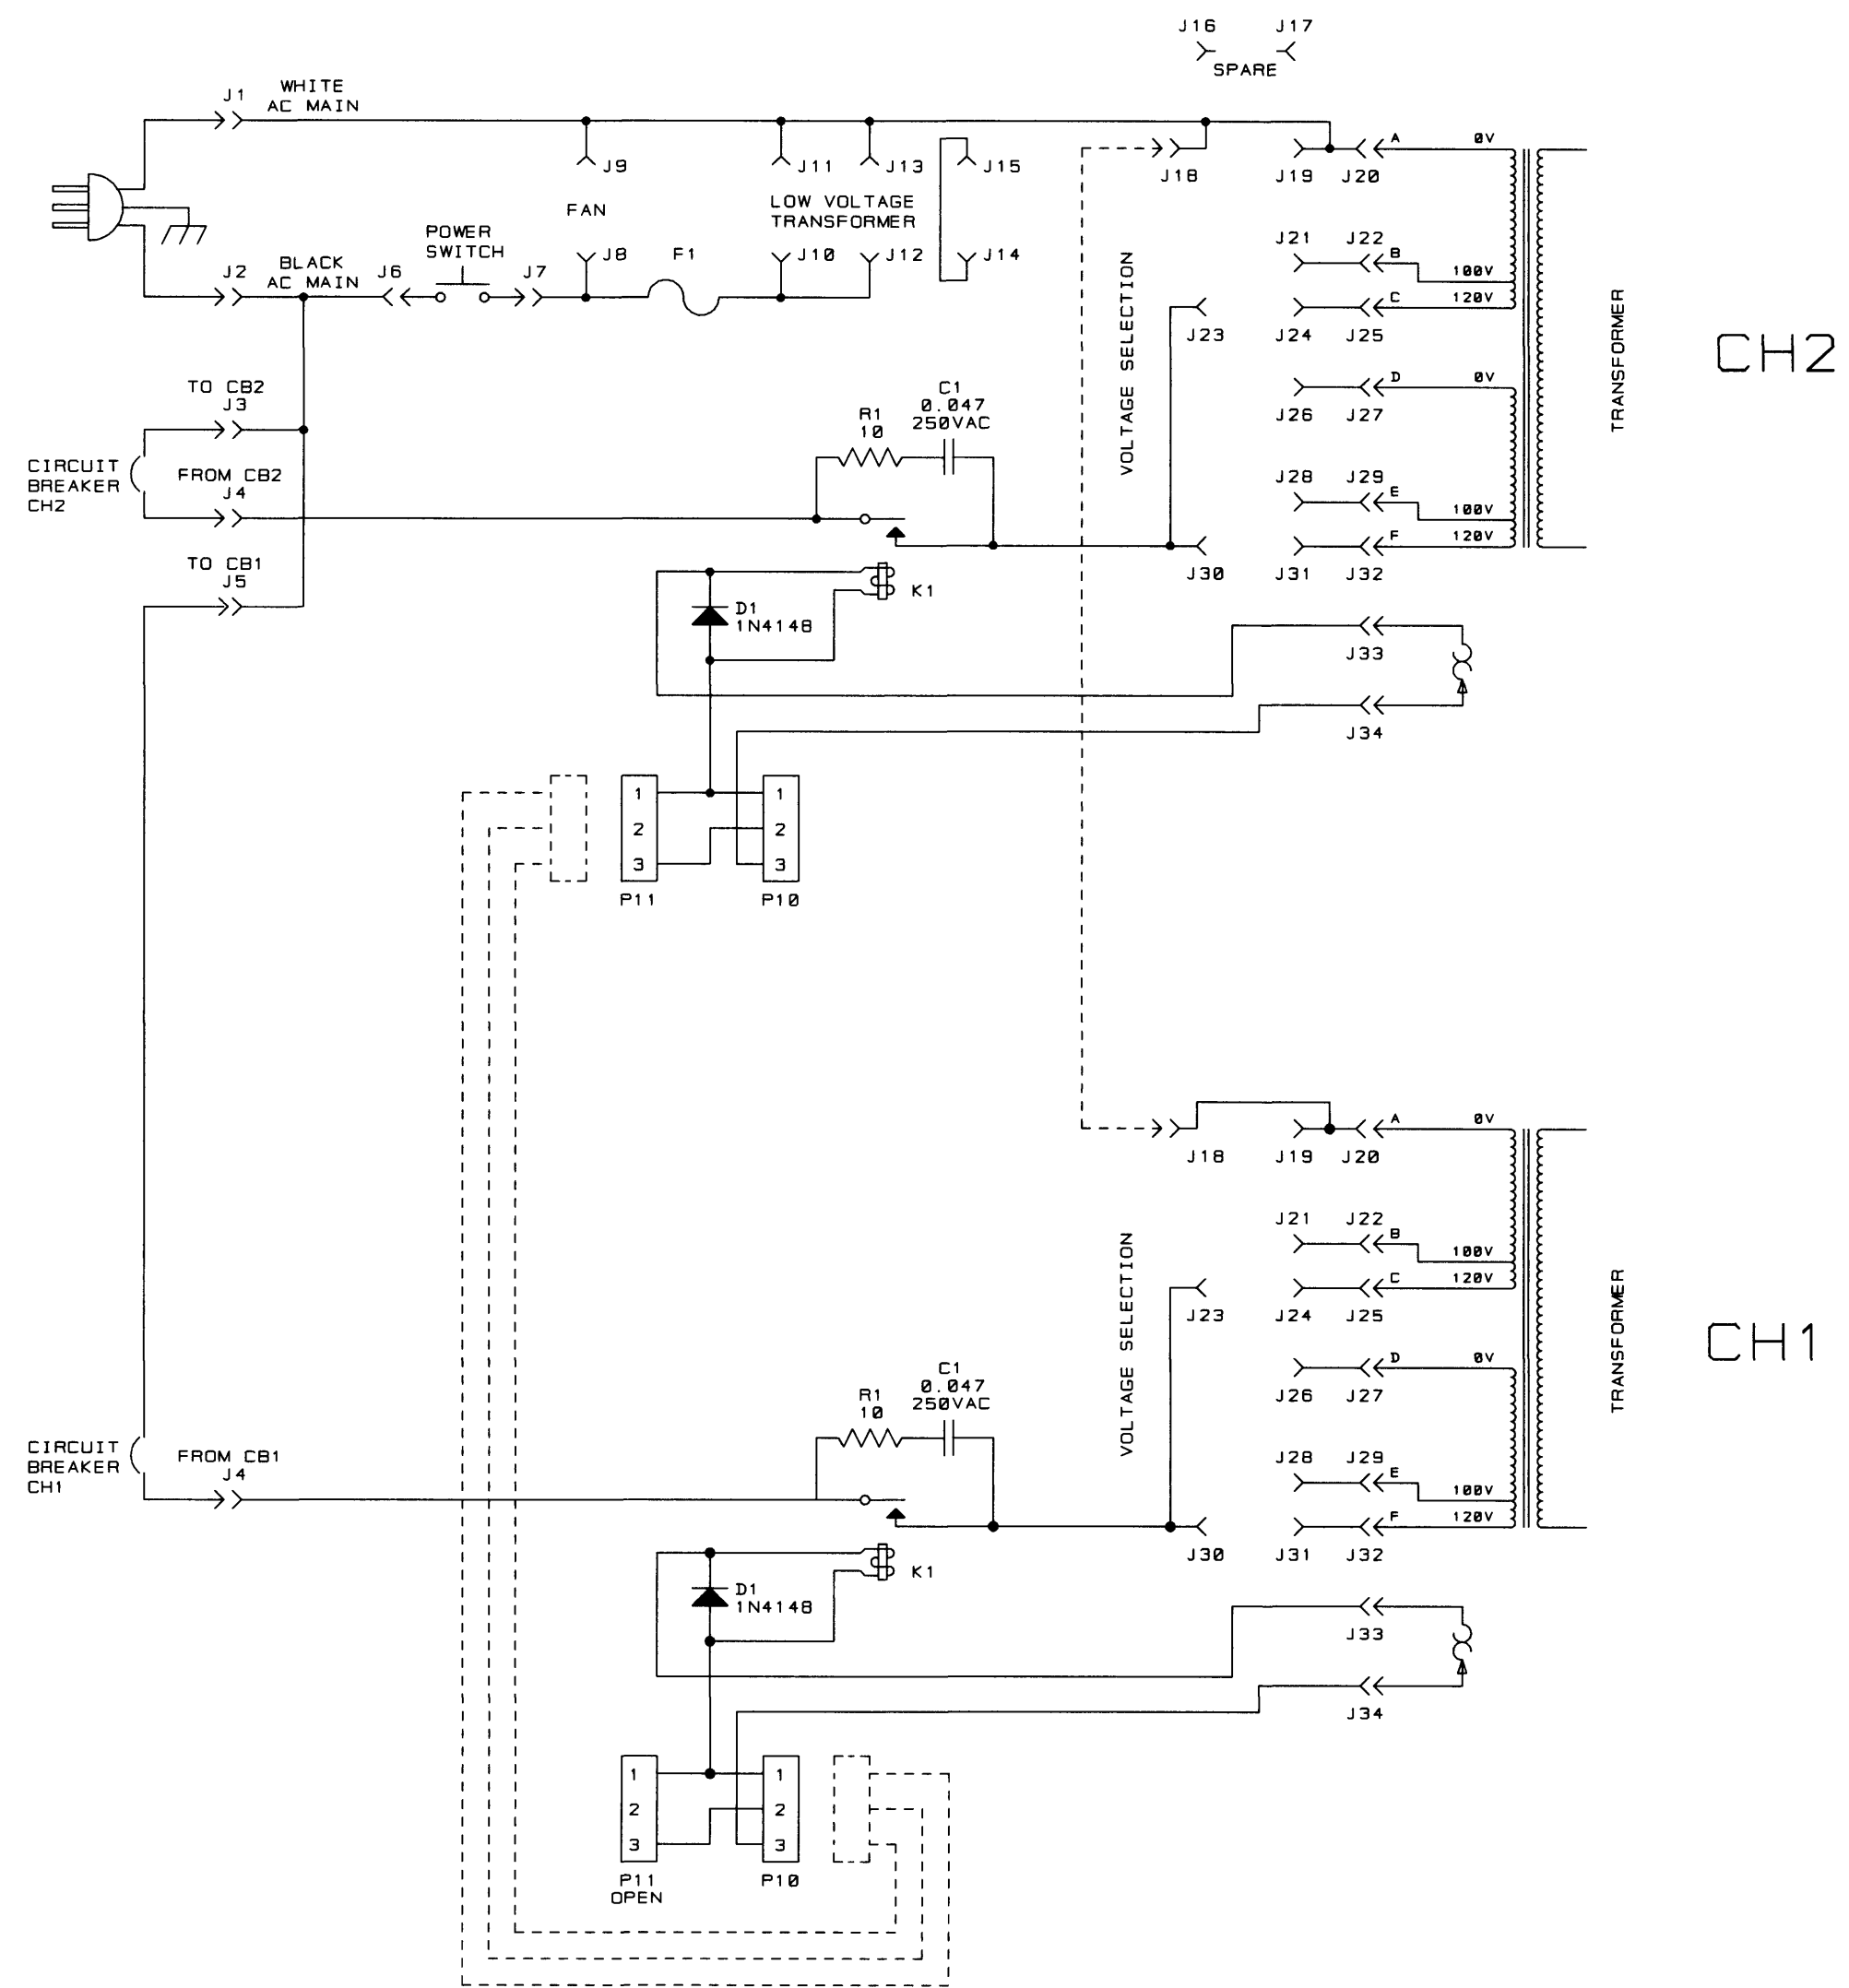 J16 J17
SPARE
J1
WHITE
AC MAIN
J9
J11
J13
J15
J18
J19
J20
A
0V
FAN
LOW VOLTAGE
TRANSFORMER
POWER
SWITCH
J2
BLACK
AC MAIN
J6
J7
J8
F1
J10
J12
J14
VOLTAGE SELECTION
J21
J22
B
100V
120V
C
J23
J24
J25
TRANSFORMER
CH2
TO CB2
J3
CIRCUIT
BREAKER
CH2
FROM CB2
J4
TO CB1
J5
R1
10
C1
0.047
250VAC
D
0V
J26
J27
J28
J29
E
100V
120V
F
J30
J31
J32
K1
D1
1N4148
J33
J34
1
2
3
P11
1
2
3
P10
J18
J19
J20
A
0V
VOLTAGE SELECTION
J21
J22
B
100V
120V
C
J23
J24
J25
TRANSFORMER
CH1
CIRCUIT
BREAKER
CH1
FROM CB1
J4
R1
10
C1
0.047
250VAC
D
0V
J26
J27
J28
J29
E
100V
120V
F
J30
J31
J32
K1
D1
1N4148
J33
J34
1
2
3
P11
OPEN
1
2
3
P10